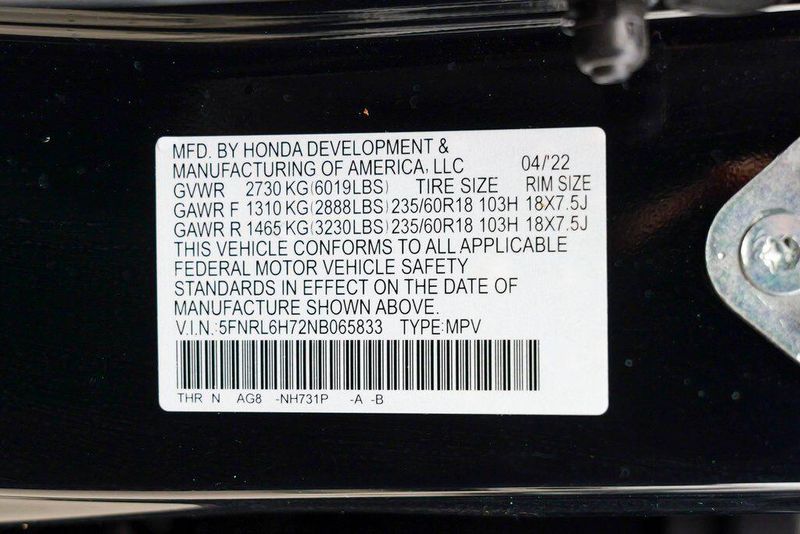 MFD. BY HONDA DEVELOPMENT &
MANUFACTURING OF AMERICA, LLC 04/'22
GVWR 2730 KG(6019LBS) TIRE SIZE RIM SIZE
GAWR F 1310 KG(2888LBS) 235/60R18 103H 18X7.5J
GAWR R 1465 KG(3230LBS) 235/60R18 103H 18X7.5J
THIS VEHICLE CONFORMS TO ALL APPLICABLE
FEDERAL MOTOR VEHICLE SAFETY
STANDARDS IN EFFECT ON THE DATE OF
MANUFACTURE SHOWN ABOVE.
V.I.N.:5FNRL6H72NB065833 TYPE:MPV
THR N AG8 -NH731P -A -B